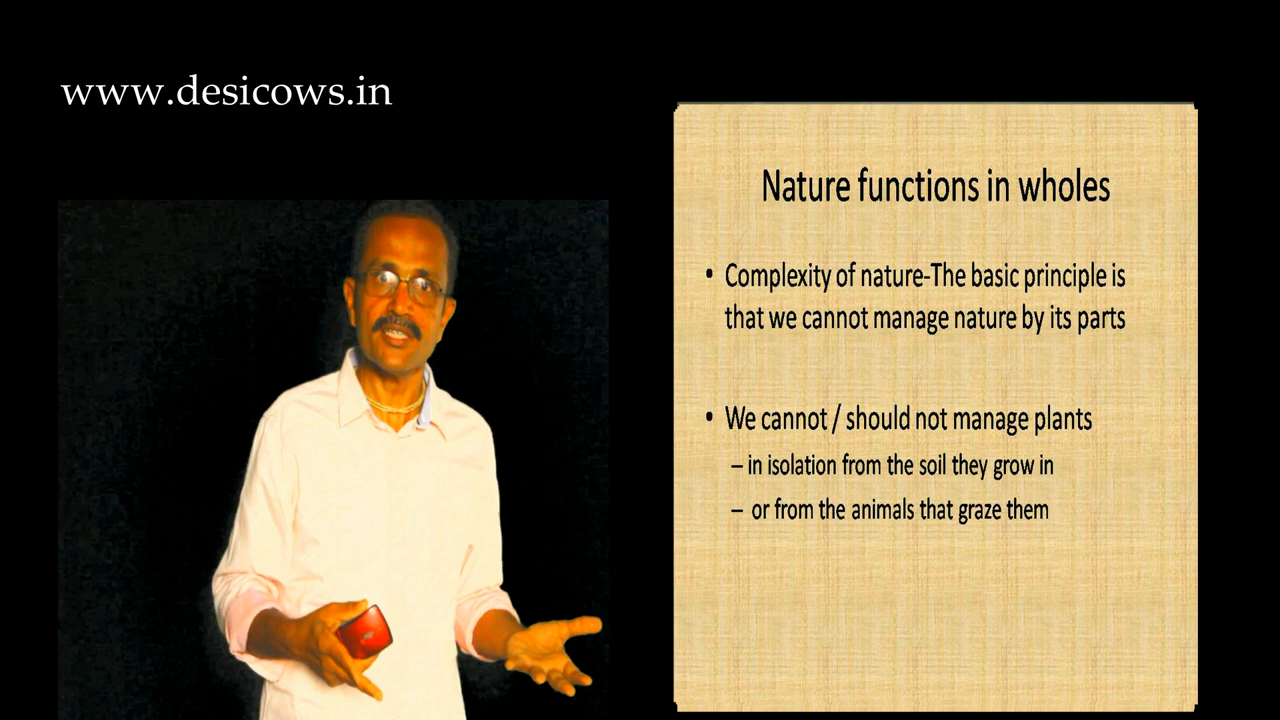 www.desicows.in
Nature functions in wholes
• Complexity of nature-The basic principle is
that we cannot manage nature by its parts
• We cannot / should not manage plants
– in isolation from the soil they grow in
– or from the animals that graze them